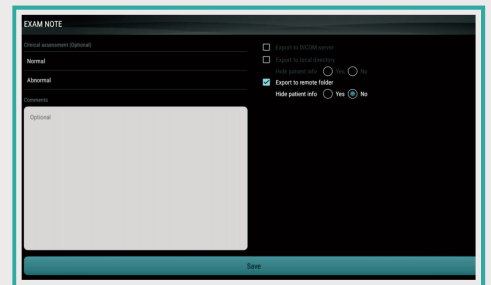 EXAM NOTE
Clinical assessment (Optional)
Normal
Abnormal
Comments
Optional
Export to DICOM server
Export to local directory
Hide patient info Yes No
Export to remote folder
Hide patient info Yes No
Save